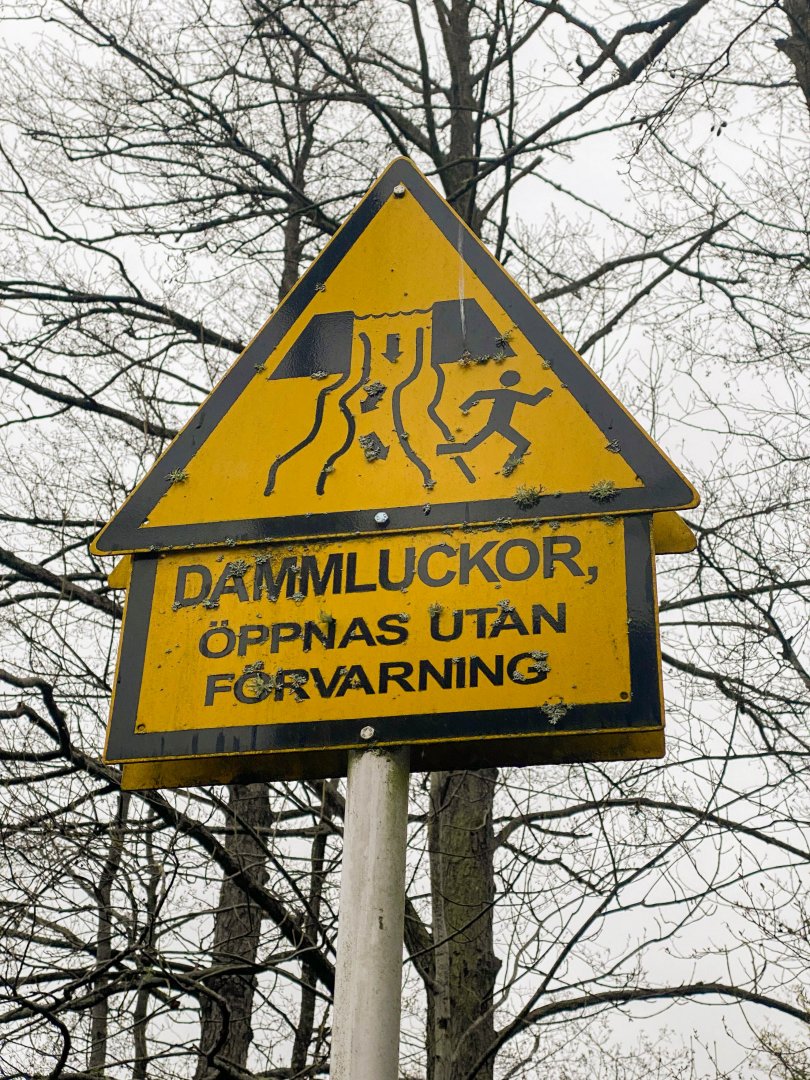 DAMMLUCKOR,
ÖPPNAS UTAN
FÖRVARNING